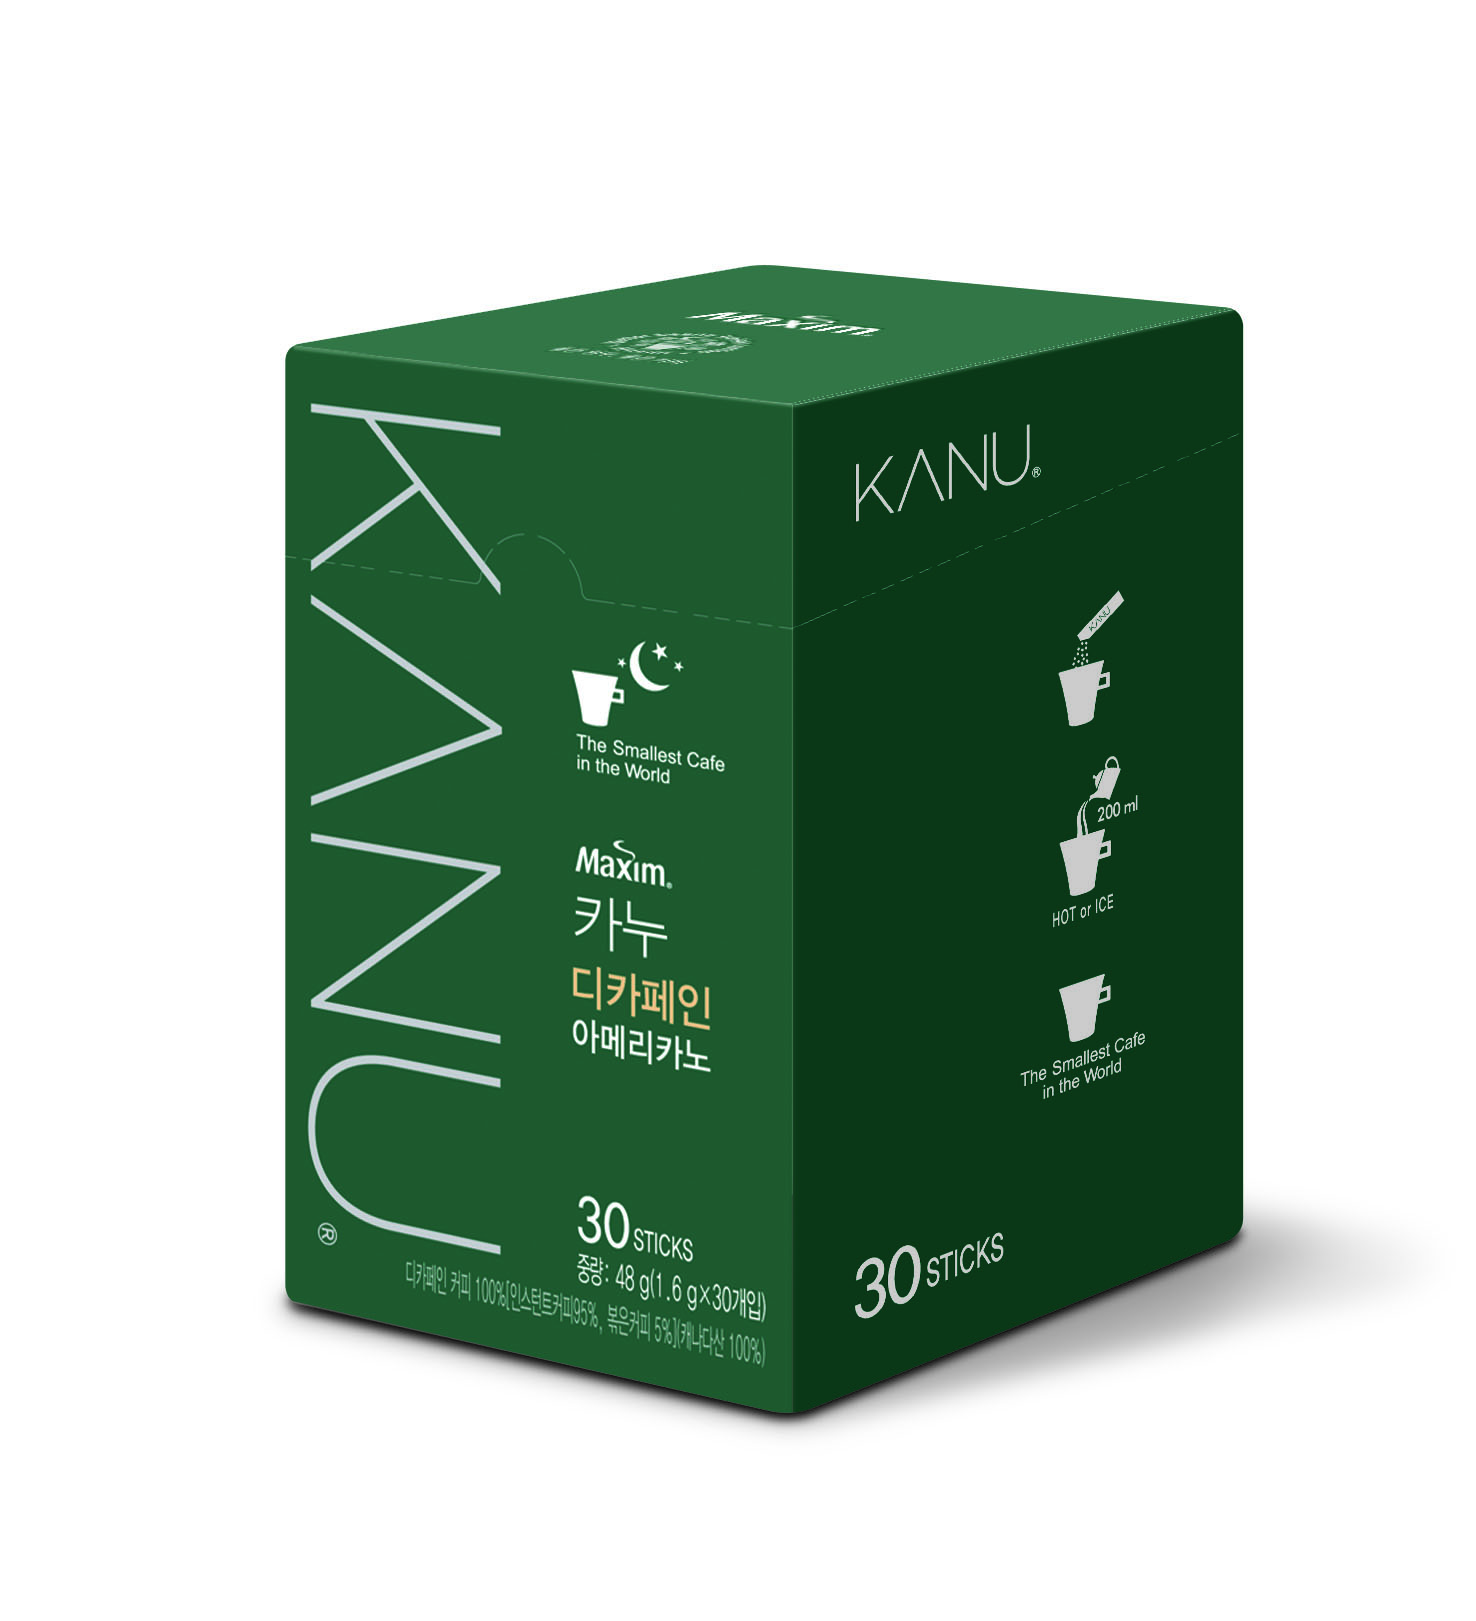 Maxim
KANU®
The Smallest Cafe
in the World
Maxim®
카누
디카페인
아메리카노
30 STICKS
중량: 48 g(1.6 g×30개입)
디카페인 커피 100%[인스턴트커피95%, 볶은커피 5%](캐나다산 100%)
KANU®
KANU
200 ml
HOT or ICE
The Smallest Cafe
in the World
30 STICKS